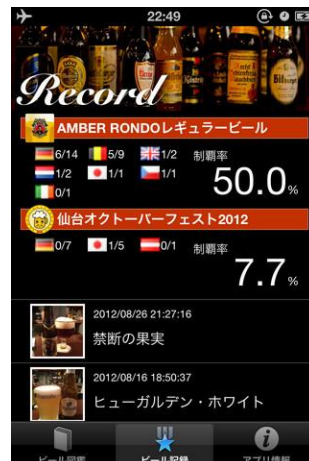 22:49
Record
AMBER RONDOレギュラービール
6/14 5/9 1/2 制覇率
1/2 1/1 1/1 50.0%
0/1
仙台オクトーバーフェスト2012
0/7 1/5 0/1 制覇率
7.7%
2012/08/26 21:27:16
禁断の果実
2012/08/16 18:50:37
ヒューガルデン・ホワイト
ビール図鑑 ビール記録 アプリ情報